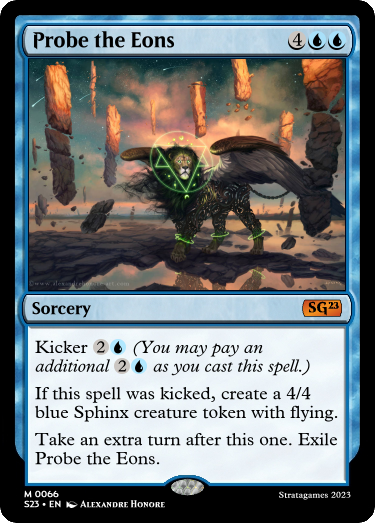 Probe the Eons 4
Sorcery
SG23
Kicker 2 (You may pay an
additional 2 as you cast this spell.)
If this spell was kicked, create a 4/4
blue Sphinx creature token with flying.
Take an extra turn after this one. Exile
Probe the Eons.
M 0066
Stratagames 2023
S23 • EN Alexandre Honore